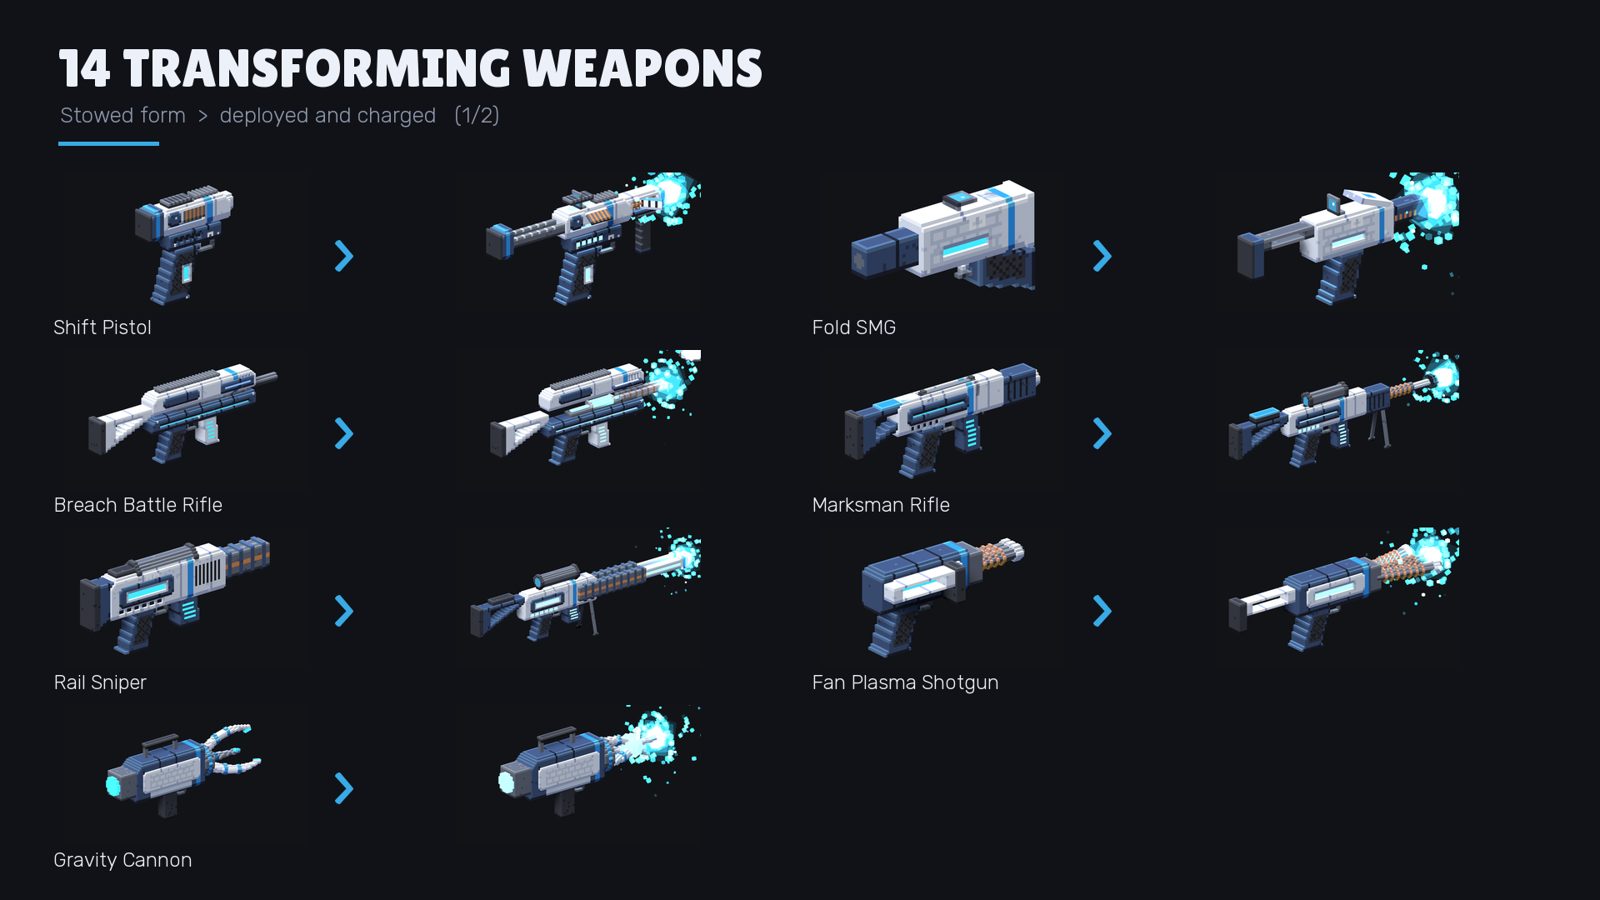 14 TRANSFORMING WEAPONS
Stowed form > deployed and charged (1/2)
Shift Pistol
Fold SMG
Breach Battle Rifle
Marksman Rifle
Rail Sniper
Fan Plasma Shotgun
Gravity Cannon